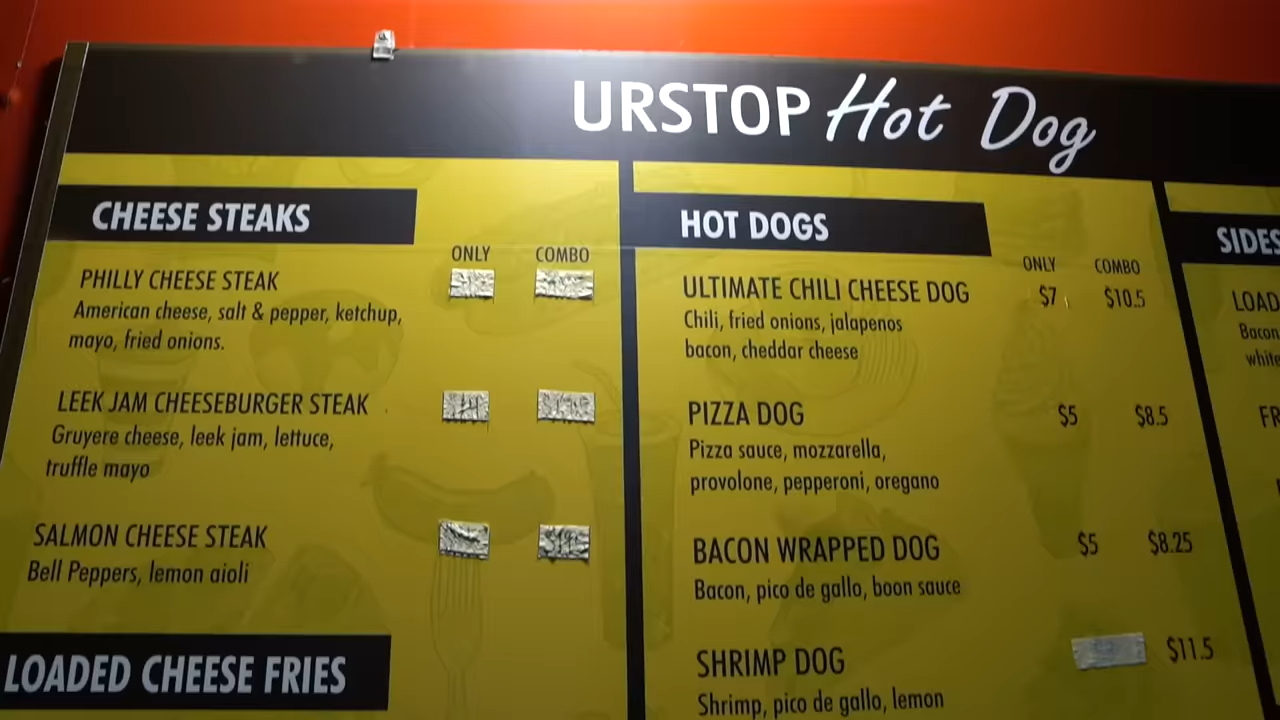 URSTOP Hot Dog
CHEESE STEAKS
ONLY COMBO
PHILLY CHEESE STEAK
American cheese, salt & pepper, ketchup,
mayo, fried onions.
LEEK JAM CHEESEBURGER STEAK
Gruyere cheese, leek jam, lettuce,
truffle mayo
SALMON CHEESE STEAK
Bell Peppers, lemon aioli
LOADED CHEESE FRIES
HOT DOGS
ONLY COMBO
ULTIMATE CHILI CHEESE DOG $7 $10.5
Chili, fried onions, jalapenos
bacon, cheddar cheese
PIZZA DOG $5 $8.5
Pizza sauce, mozzarella,
provolone, pepperoni, oregano
BACON WRAPPED DOG $5 $8.25
Bacon, pico de gallo, boon sauce
SHRIMP DOG $11.5
Shrimp, pico de gallo, lemon
SIDES
LOAD
Bacon
white
FR